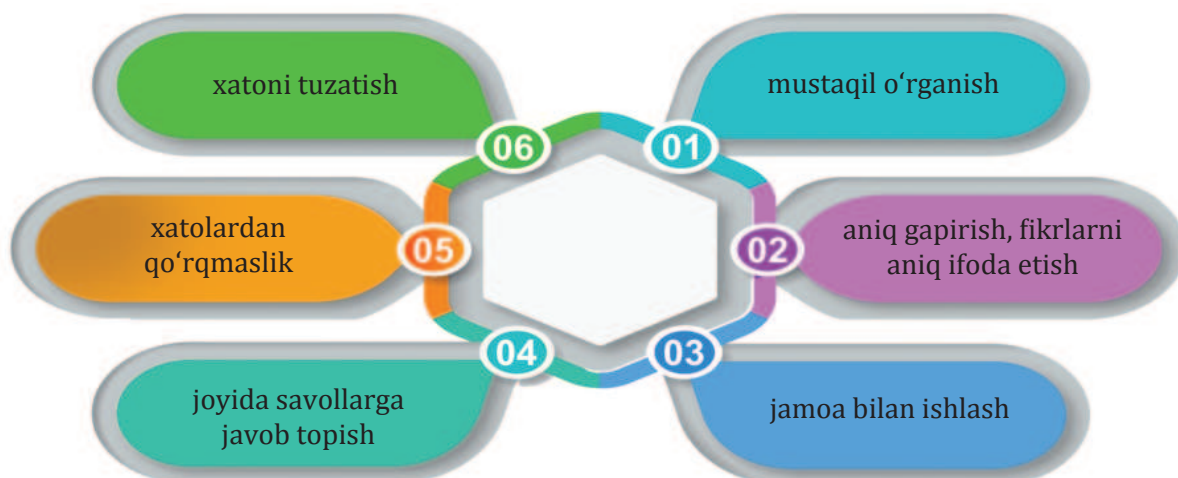 01
mustaqil o‘rganish
02
aniq gapirish, fikrlarni
aniq ifoda etish
03
jamoa bilan ishlash
04
joyida savollarga
javob topish
05
xatolardan
qo‘rqmaslik
06
xatoni tuzatish